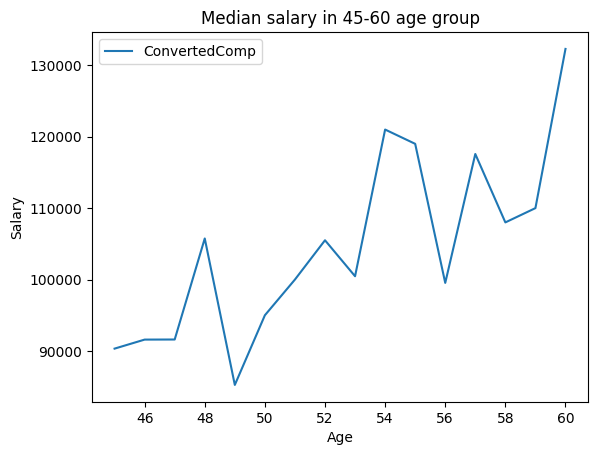 Median salary in 45-60 age group
ConvertedComp
130000
120000
110000
100000
90000
Salary
46 48 50 52 54 56 58 60
Age